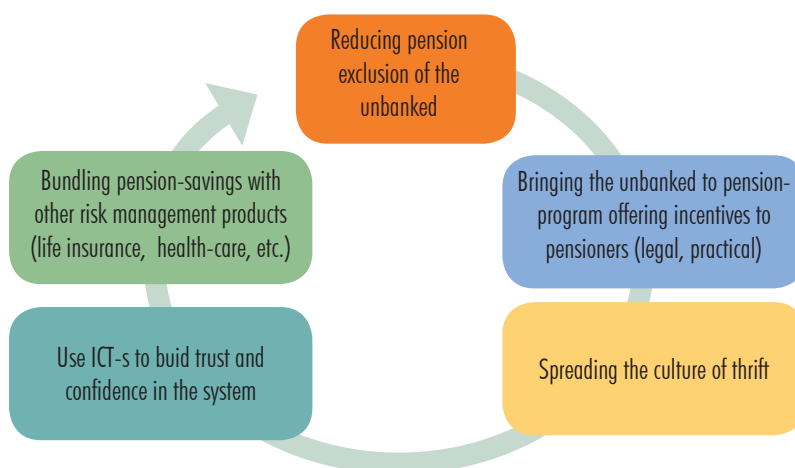 Reducing pension
exclusion of the
unbanked
Bringing the unbanked to pension-
program offering incentives to
pensioners (legal, practical)
Spreading the culture of thrift
Use ICT-s to buid trust and
confidence in the system
Bundling pension-savings with
other risk management products
(life insurance, health-care, etc.)